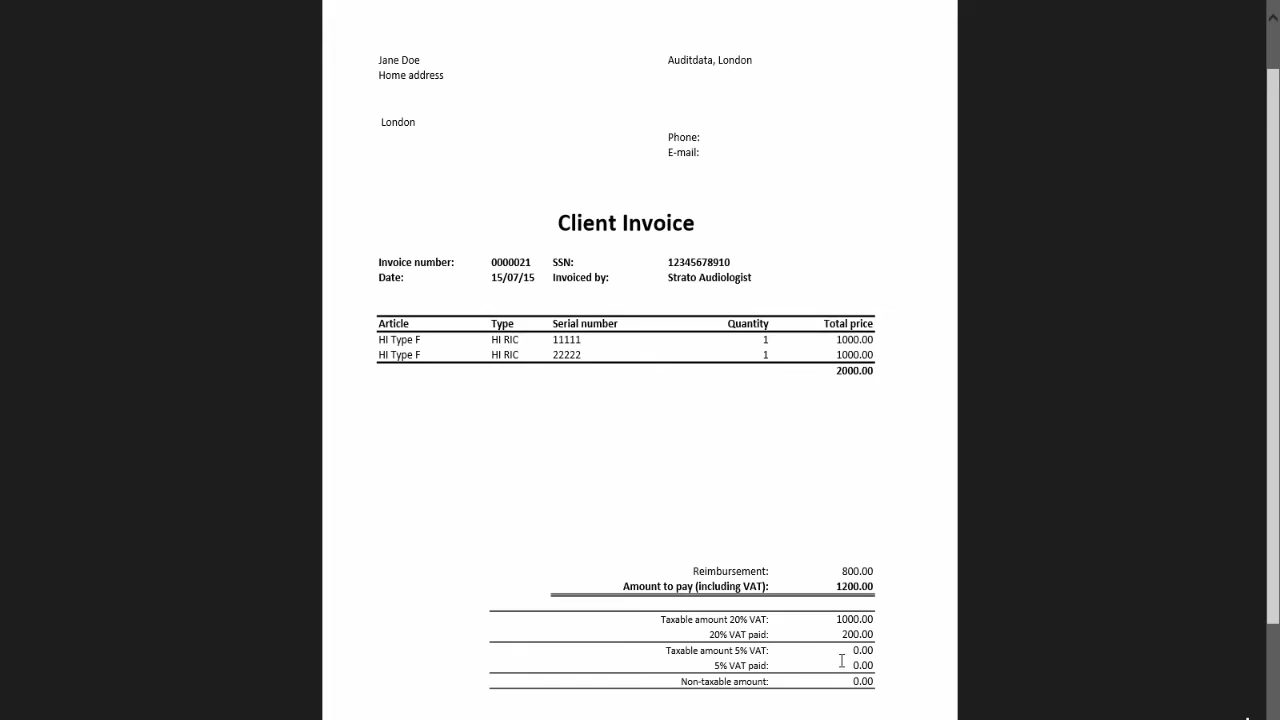 Jane Doe Auditdata, London
Home address
London
Phone:
E-mail:
Client Invoice
Invoice number: 0000021 SSN: 12345678910
Date: 15/07/15 Invoiced by: Strato Audiologist
Article Type Serial number Quantity Total price
HI Type F HI RIC 11111 1 1000.00
HI Type F HI RIC 22222 1 1000.00
2000.00
Reimbursement: 800.00
Amount to pay (including VAT): 1200.00
Taxable amount 20% VAT: 1000.00
20% VAT paid: 200.00
Taxable amount 5% VAT: 0.00
5% VAT paid: 0.00
Non-taxable amount: 0.00